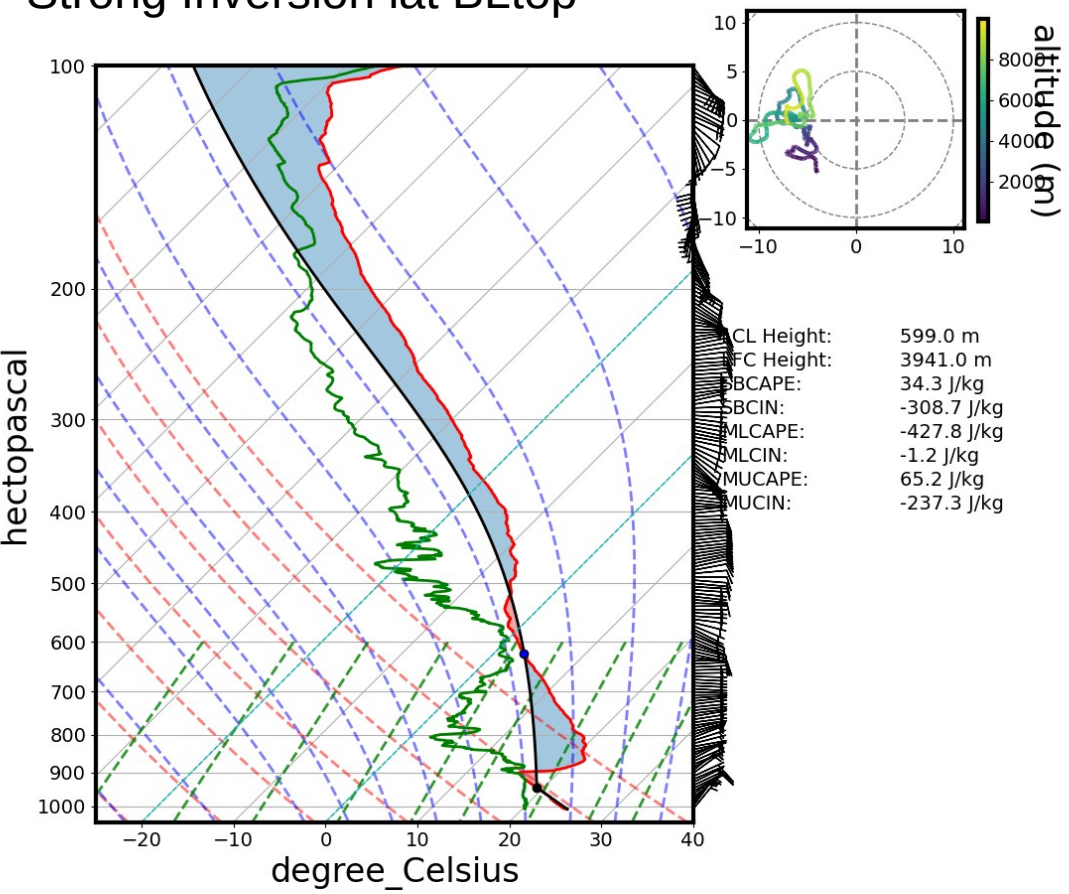 Strong Inversion lat BLtop
10
5
0
−5
−10
−10 0 10
8000
6000
4000
2000
altitude (m)
100
200
300
400
500
600
700
800
900
1000
hectopascal
−20 −10 0 10 20 30 40
degree_Celsius
CL Height: 599.0 m
FC Height: 3941.0 m
SBCAPE: 34.3 J/kg
SBCIN: -308.7 J/kg
MLCAPE: -427.8 J/kg
MLCIN: -1.2 J/kg
MUCAPE: 65.2 J/kg
MUCIN: -237.3 J/kg